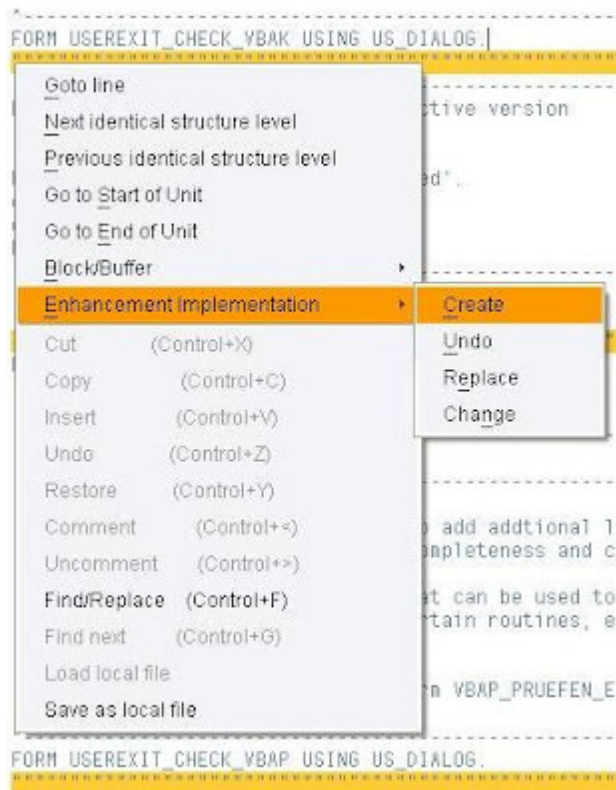 FORM USEREXIT_CHECK_VBAK USING US_DIALOG.
Goto line
ctive version
Next identical structure level
Previous identical structure level
ed".
Go to Start of Unit
Go to End of Unit
Block/Buffer
Enhancement Implementation
Create
Cut (Control+X)
Undo
Copy (Control+C)
Replace
Insert (Control+V)
Change
Undo (Control+Z)
Restore (Control+Y)
Comment (Control+<)
add addtional l
Uncomment (Control+>)
mpleteness and c
Find/Replace (Control+F)
at can be used to
tain routines, e
Find next (Control+G)
Load local file
m VBAP_PRUEFEN_E
Save as local file
FORM USEREXIT_CHECK_VBAP USING US_DIALOG.